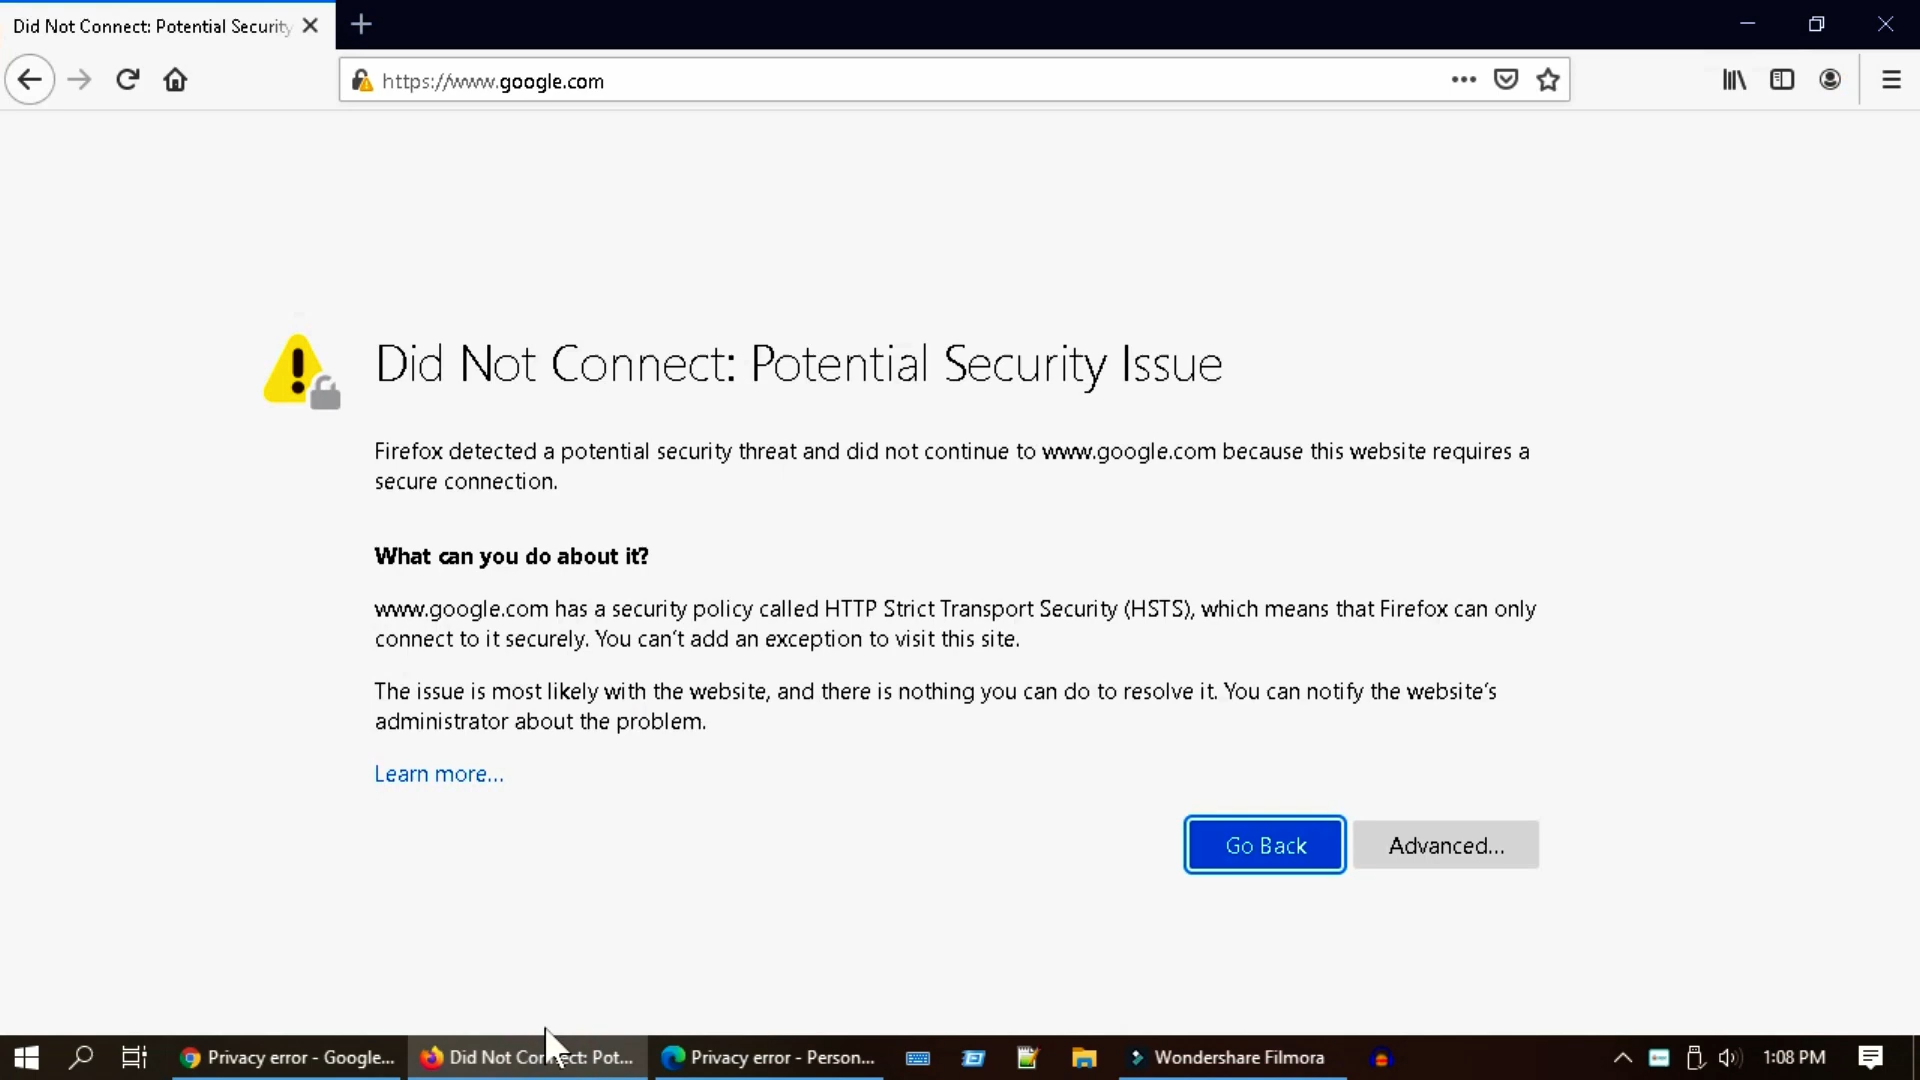 Did Not Connect: Potential Security
https://www.google.com
Did Not Connect: Potential Security Issue
Firefox detected a potential security threat and did not continue to www.google.com because this website requires a
secure connection.
What can you do about it?
www.google.com has a security policy called HTTP Strict Transport Security (HSTS), which means that Firefox can only
connect to it securely. You can’t add an exception to visit this site.
The issue is most likely with the website, and there is nothing you can do to resolve it. You can notify the website’s
administrator about the problem.
Learn more...
Go Back Advanced...
Privacy error - Google... Did Not Connect: Pot... Privacy error - Person... Wondershare Filmora 1:08 PM